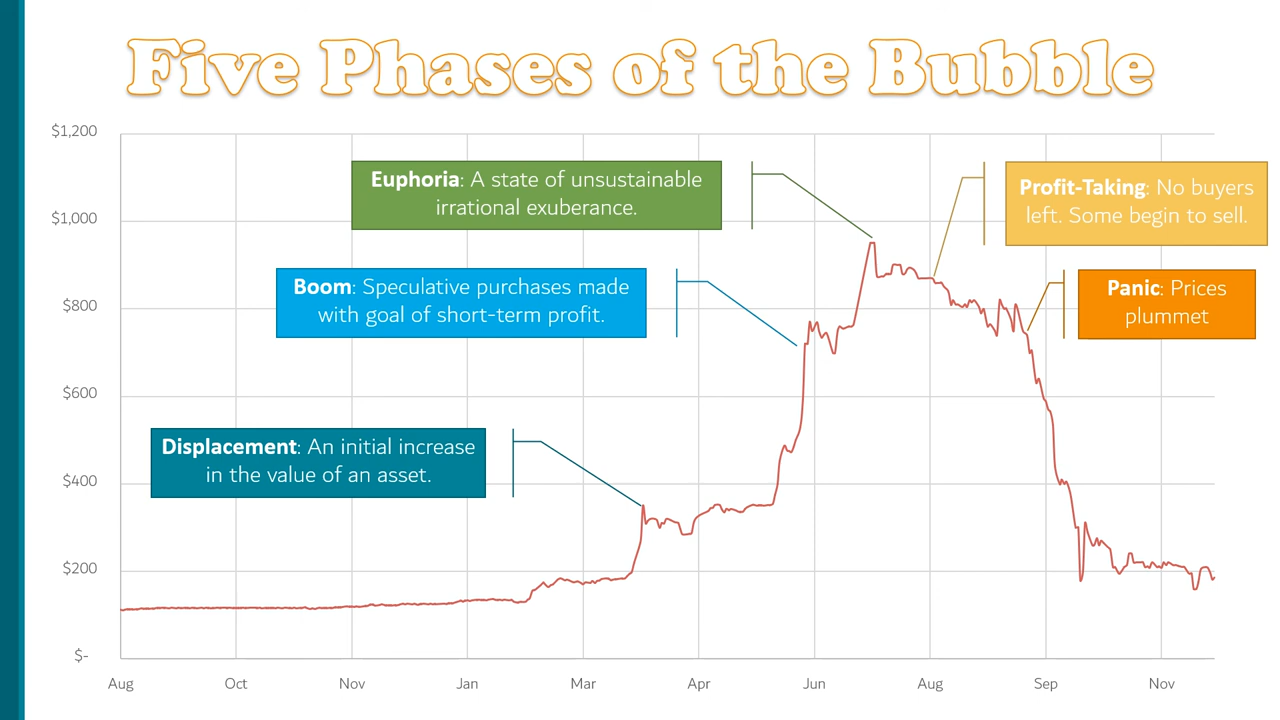 Five Phases of the Bubble
$1,200
$1,000
$800
$600
$400
$200
$-
Euphoria: A state of unsustainable
irrational exuberance.
Profit-Taking: No buyers
left. Some begin to sell.
Boom: Speculative purchases made
with goal of short-term profit.
Panic: Prices
plummet
Displacement: An initial increase
in the value of an asset.
Aug Oct Nov Jan Mar Apr Jun Aug Sep Nov